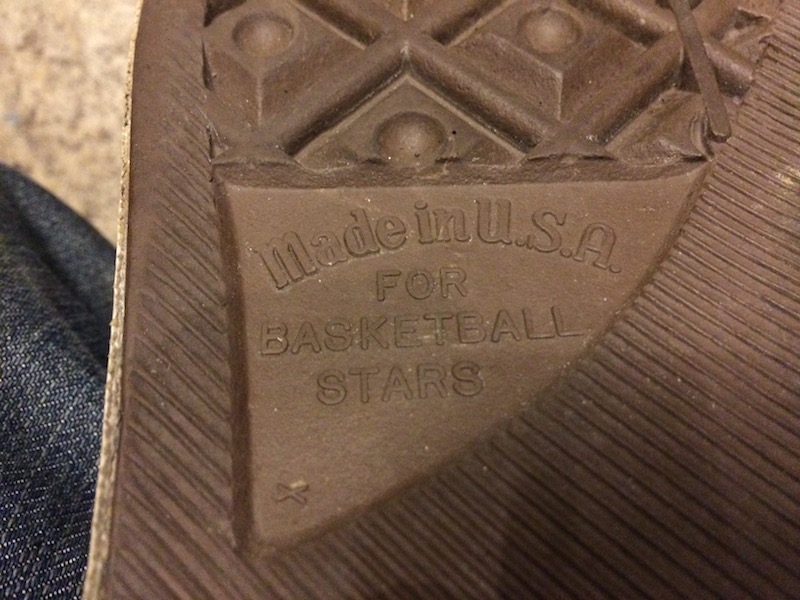 Made in U.S.A.
FOR
BASKETBALL
STARS
X